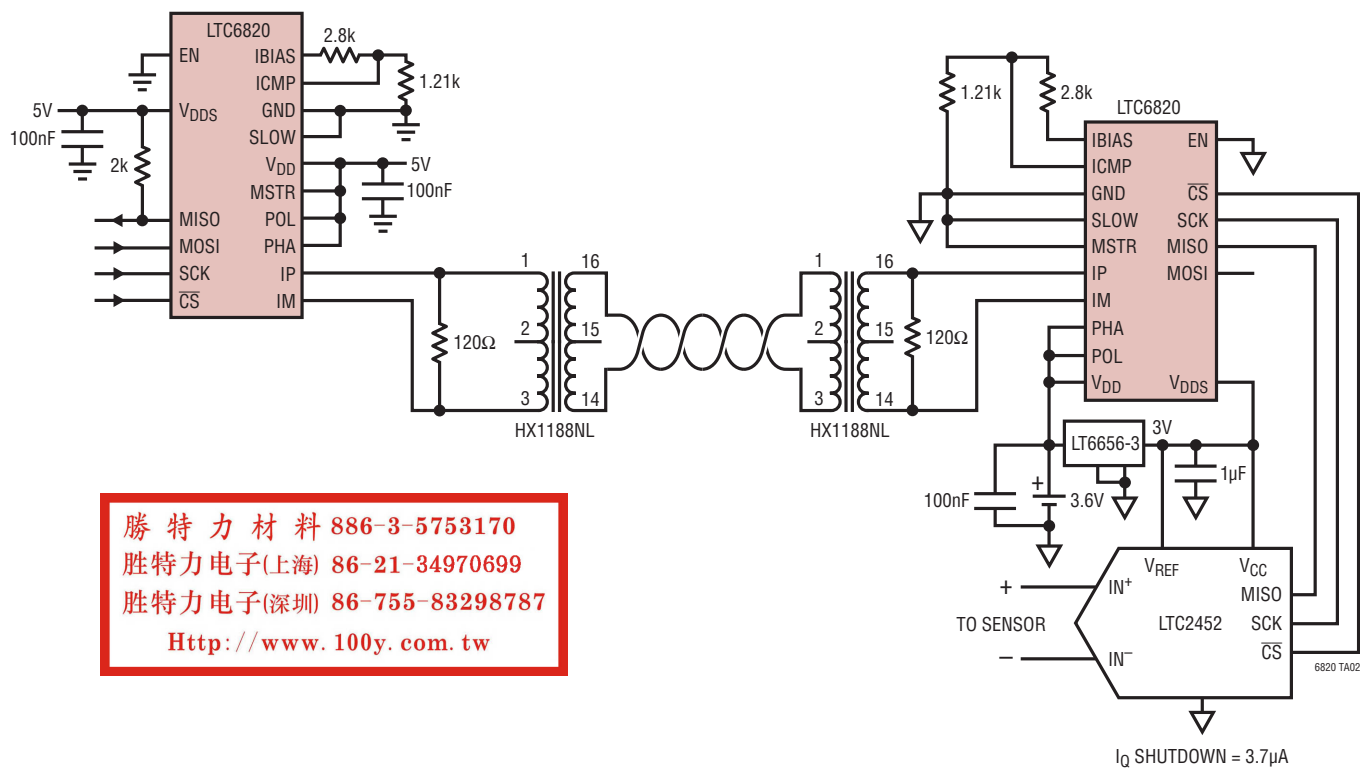 LTC6820
EN
IBIAS
2.8k
ICMP
1.21k
5V
VDDS
GND
100nF
SLOW
2k
VDD
5V
MSTR
100nF
MISO
POL
MOSI
PHA
SCK
IP
CS
IM
120Ω
1
16
2
15
3
14
HX1188NL
1
16
2
15
3
14
HX1188NL
120Ω
1.21k
2.8k
LTC6820
IBIAS
EN
ICMP
GND
CS
SLOW
SCK
MSTR
MISO
IP
MOSI
IM
PHA
POL
VDD
VDDS
LT6656-3
3V
1µF
100nF
+
3.6V
VREF
VCC
+
IN+
MISO
TO SENSOR
LTC2452
SCK
–
IN–
CS
6820 TA02
IQ SHUTDOWN = 3.7µA
勝 特 力 材 料 886-3-5753170
胜特力电子(上海) 86-21-34970699
胜特力电子(深圳) 86-755-83298787
Http://www. 100y. com. tw